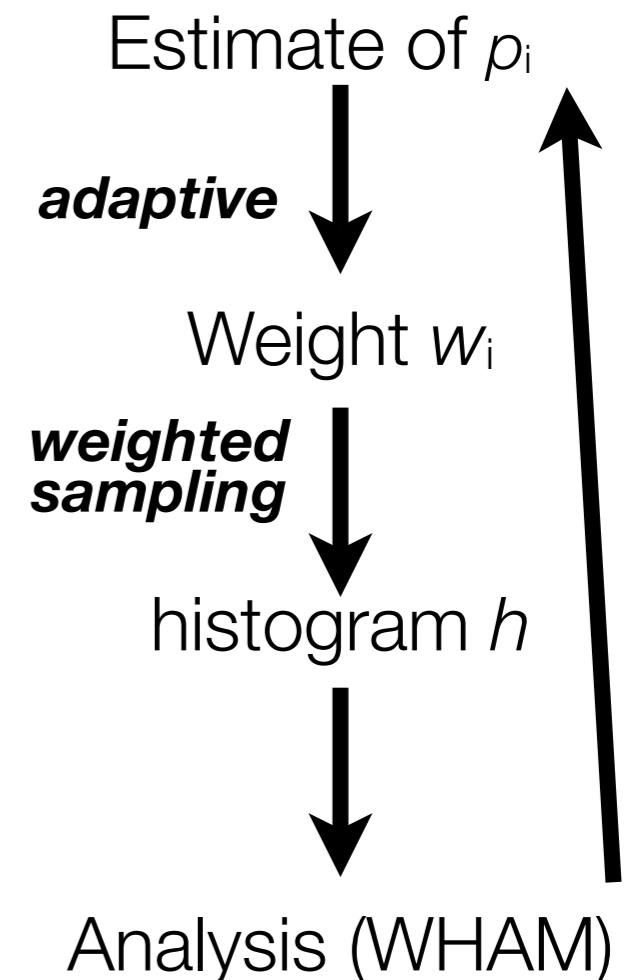 Estimate of pi
adaptive
Weight wi
weighted
sampling
histogram h
Analysis (WHAM)